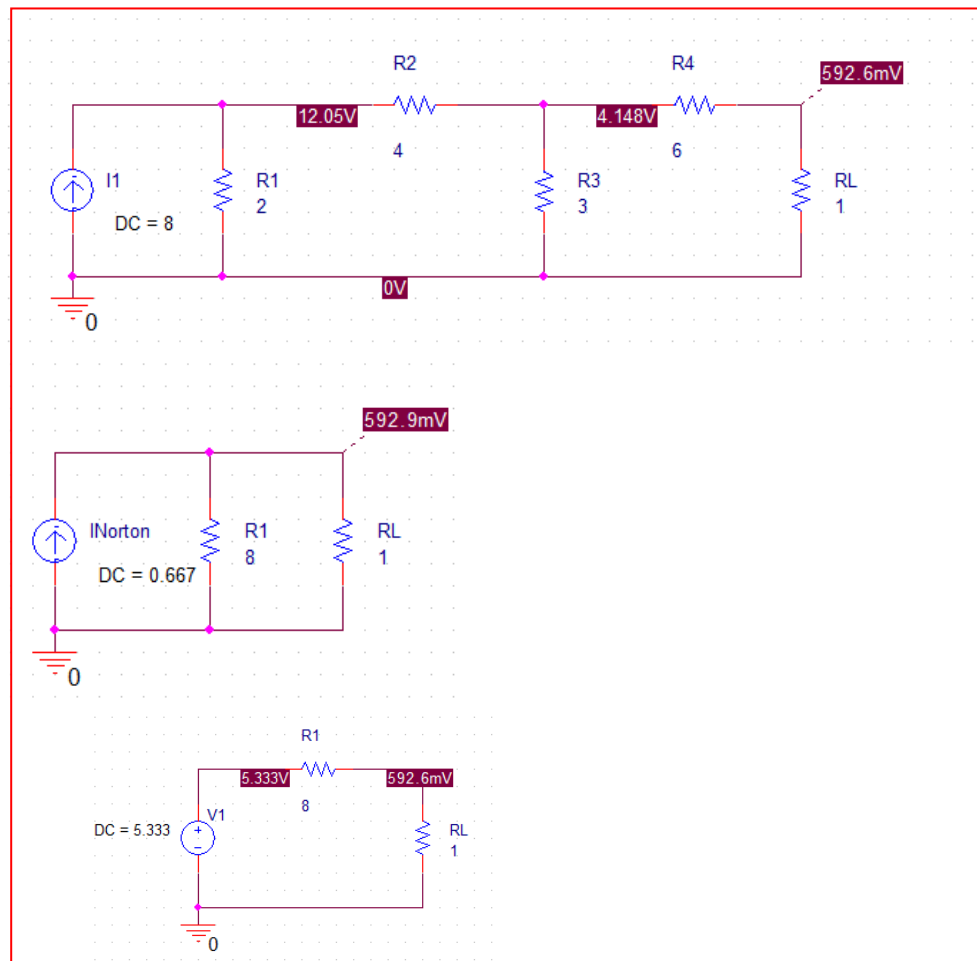 R2
R4
592.6mV
12.05V
4.148V
4
6
I1
R1
R3
RL
2
3
1
DC = 8
0V
0
592.9mV
INorton
R1
RL
8
1
DC = 0.667
0
R1
5.333V
592.6mV
8
V1
DC = 5.333
RL
1
0